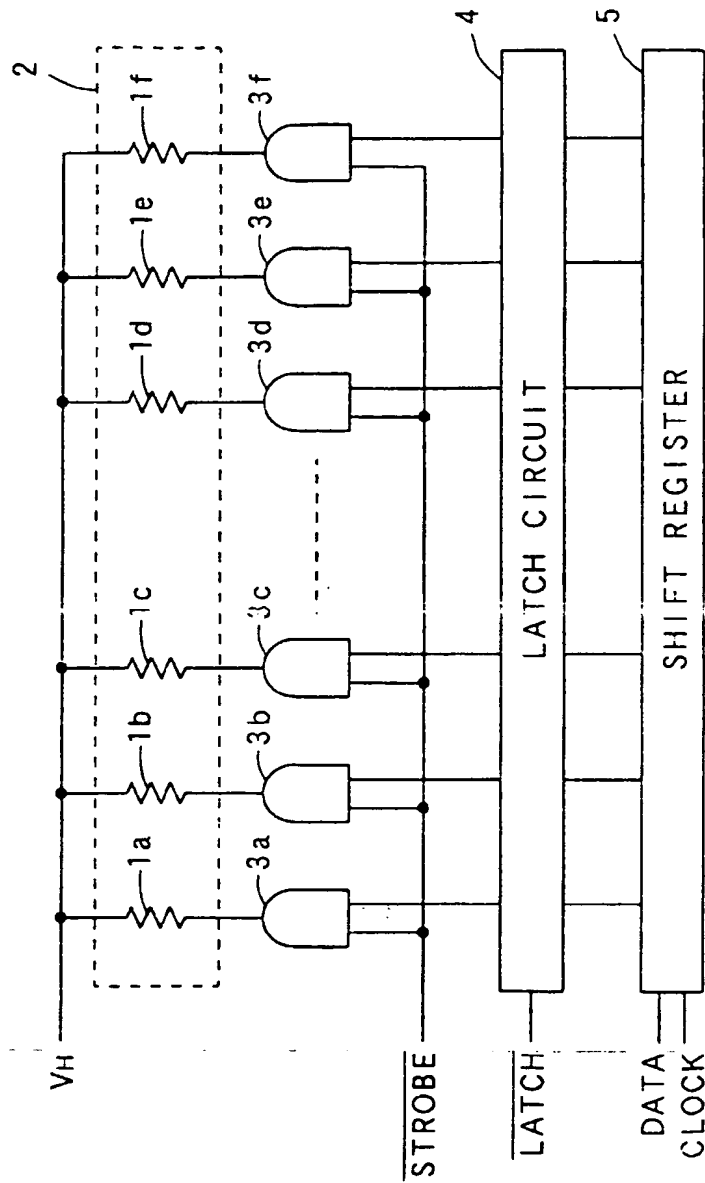 2
1a
1b
1c
1d
1e
1f
3a
3b
3c
3d
3e
3f
4
5
VH
STROBE
LATCH
LATCH CIRCUIT
DATA
CLOCK
SHIFT REGISTER